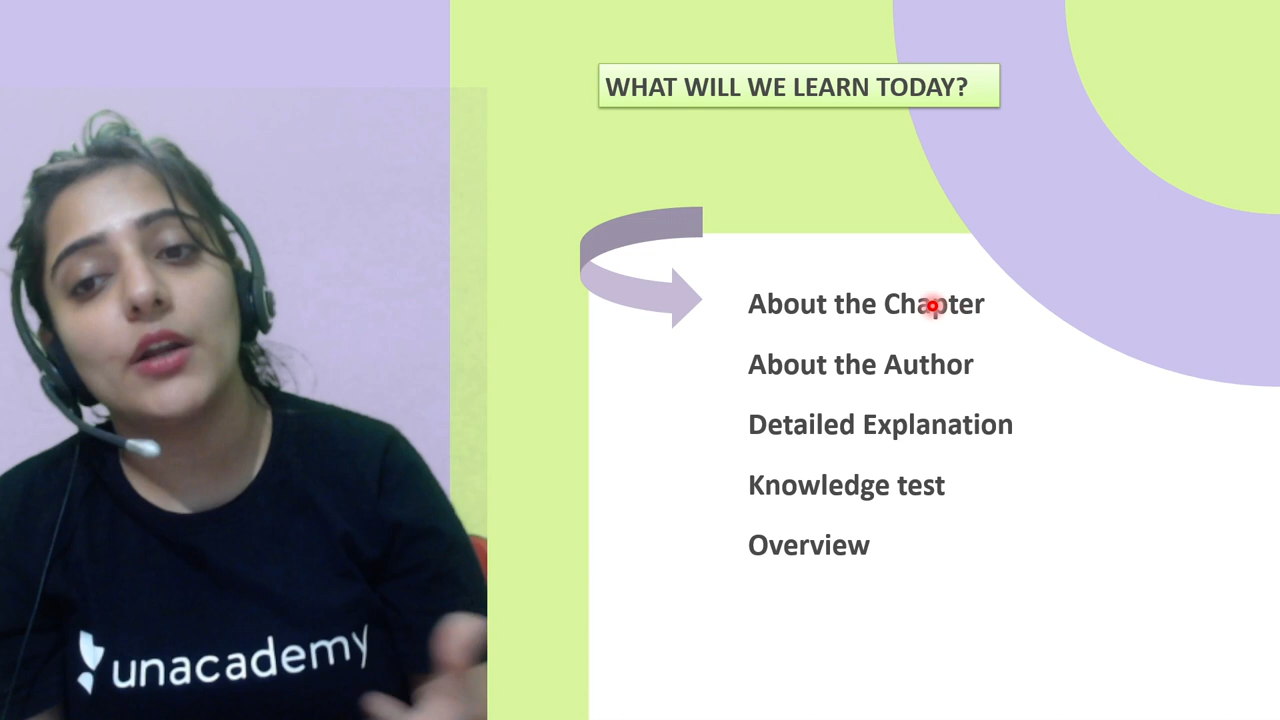 WHAT WILL WE LEARN TODAY?
About the Chapter
About the Author
Detailed Explanation
Knowledge test
Overview
unacademy